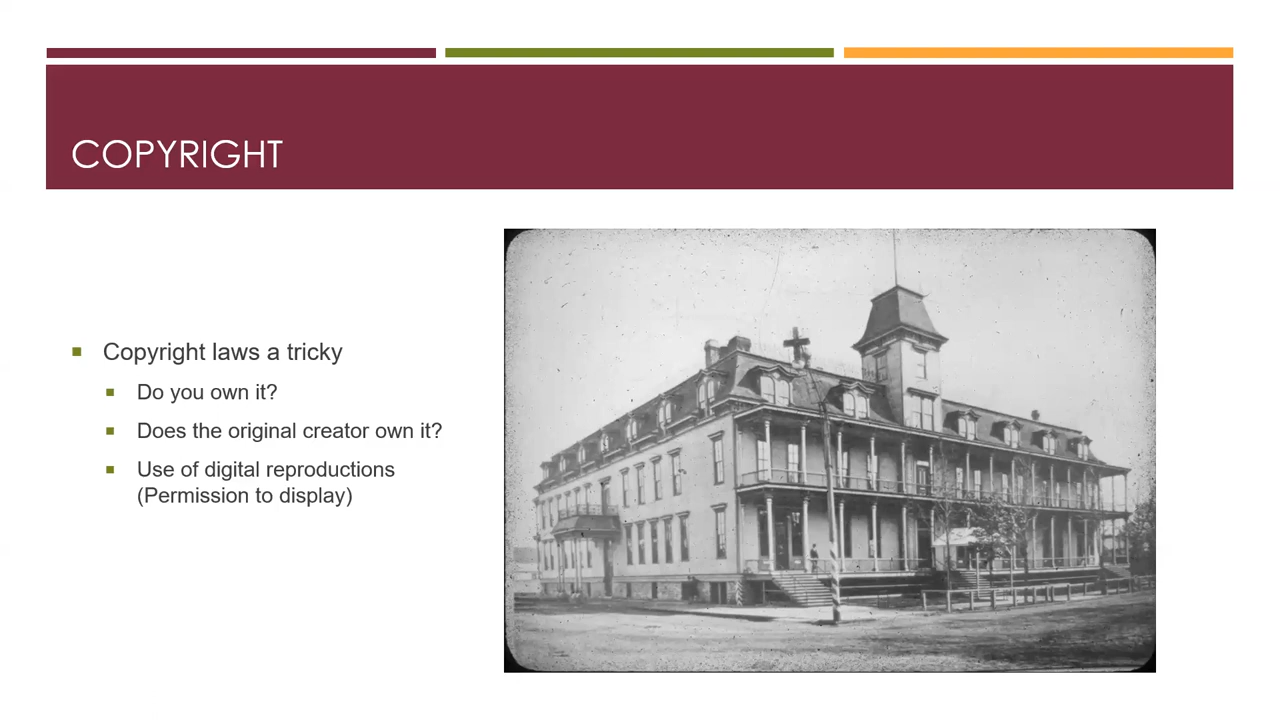 COPYRIGHT
Copyright laws a tricky
Do you own it?
Does the original creator own it?
Use of digital reproductions
(Permission to display)